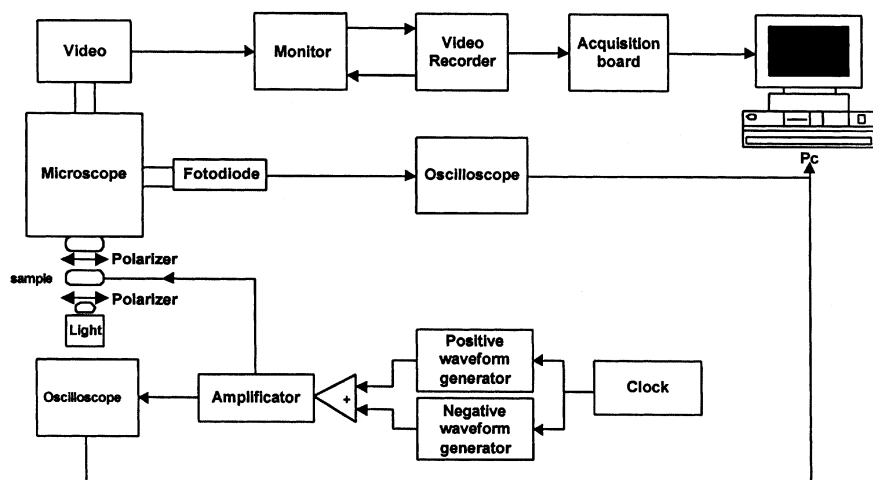 Video
Monitor
Video
Recorder
Acquisition
board
Pc
Microscope
Fotodiode
Oscilloscope
Polarizer
sample
Polarizer
Light
Oscilloscope
Amplificator
+
Positive
waveform
generator
Negative
waveform
generator
Clock